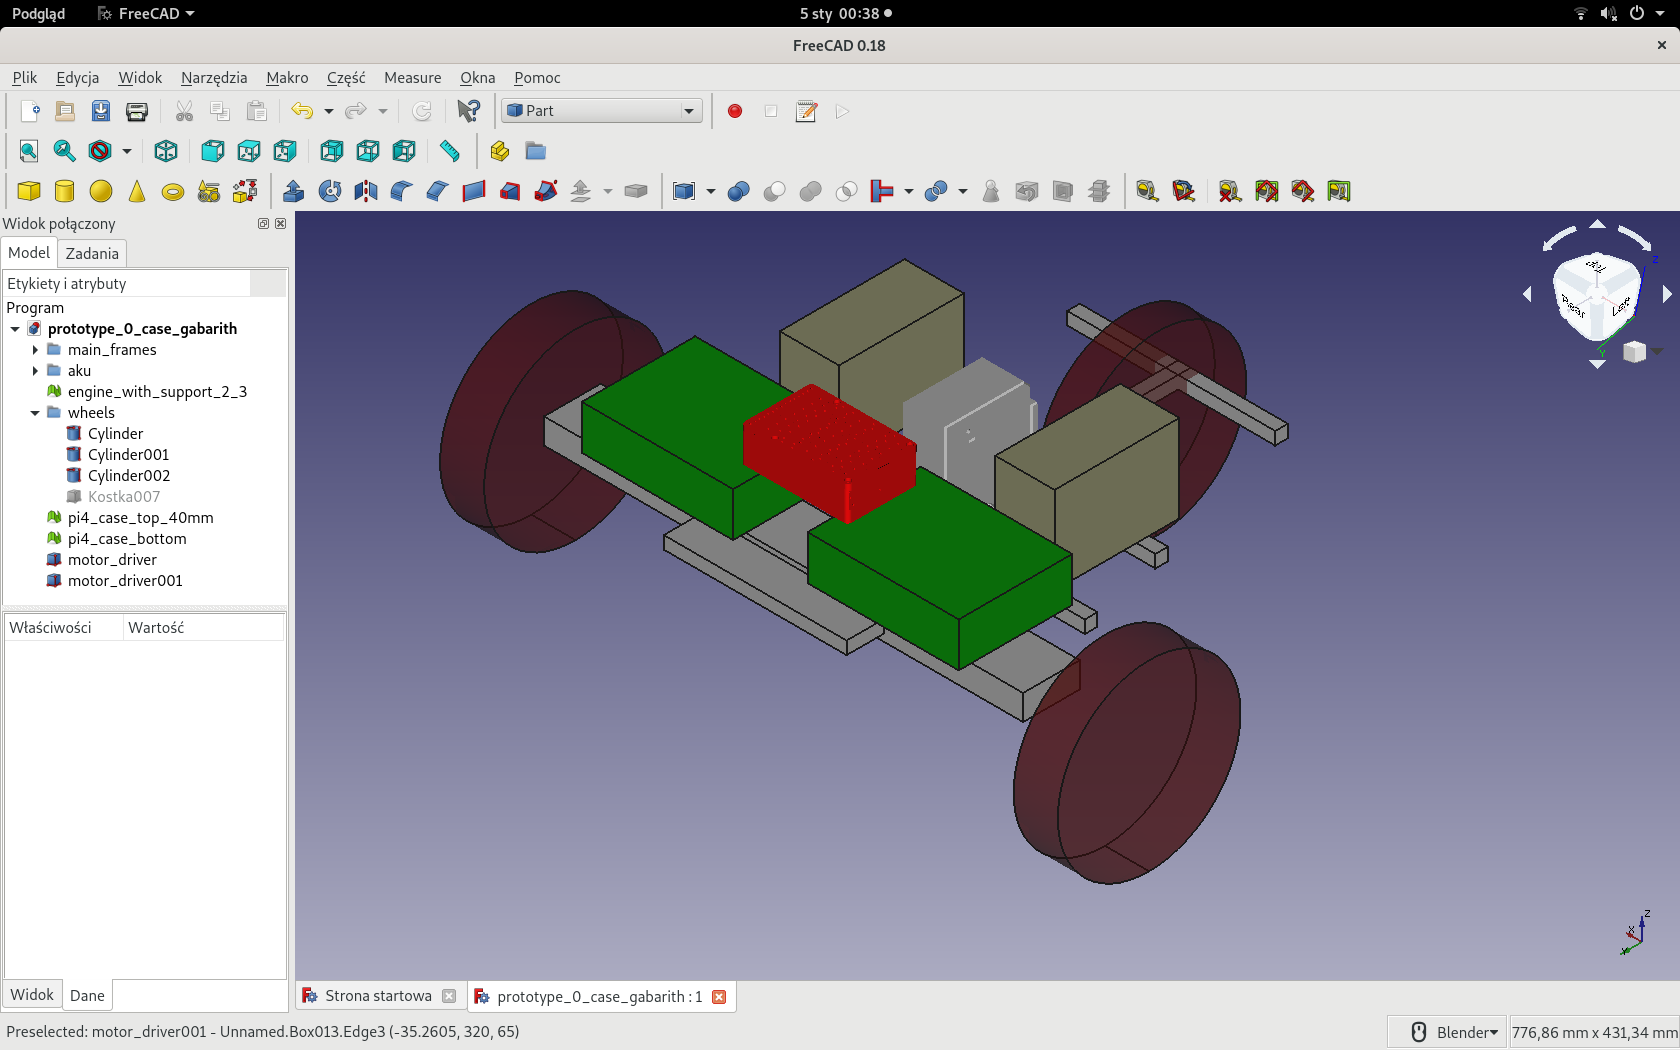 Podgląd FreeCAD 5 sty 00:38
FreeCAD 0.18
Plik Edycja Widok Narzędzia Makro Część Measure Okna Pomoc
Part
Widok połączony
Model Zadania
Etykiety i atrybuty
Program
prototype_0_case_gabarith
main_frames
aku
engine_with_support_2_3
wheels
Cylinder
Cylinder001
Cylinder002
Kostka007
pi4_case_top_40mm
pi4_case_bottom
motor_driver
motor_driver001
Właściwości Wartość
Rear
Left
Z
Y
Z
X
Y
Widok Dane
Strona startowa prototype_0_case_gabarith : 1
Preselected: motor_driver001 - Unnamed.Box013.Edge3 (-35.2605, 320, 65) Blender 776,86 mm x 431,34 mm